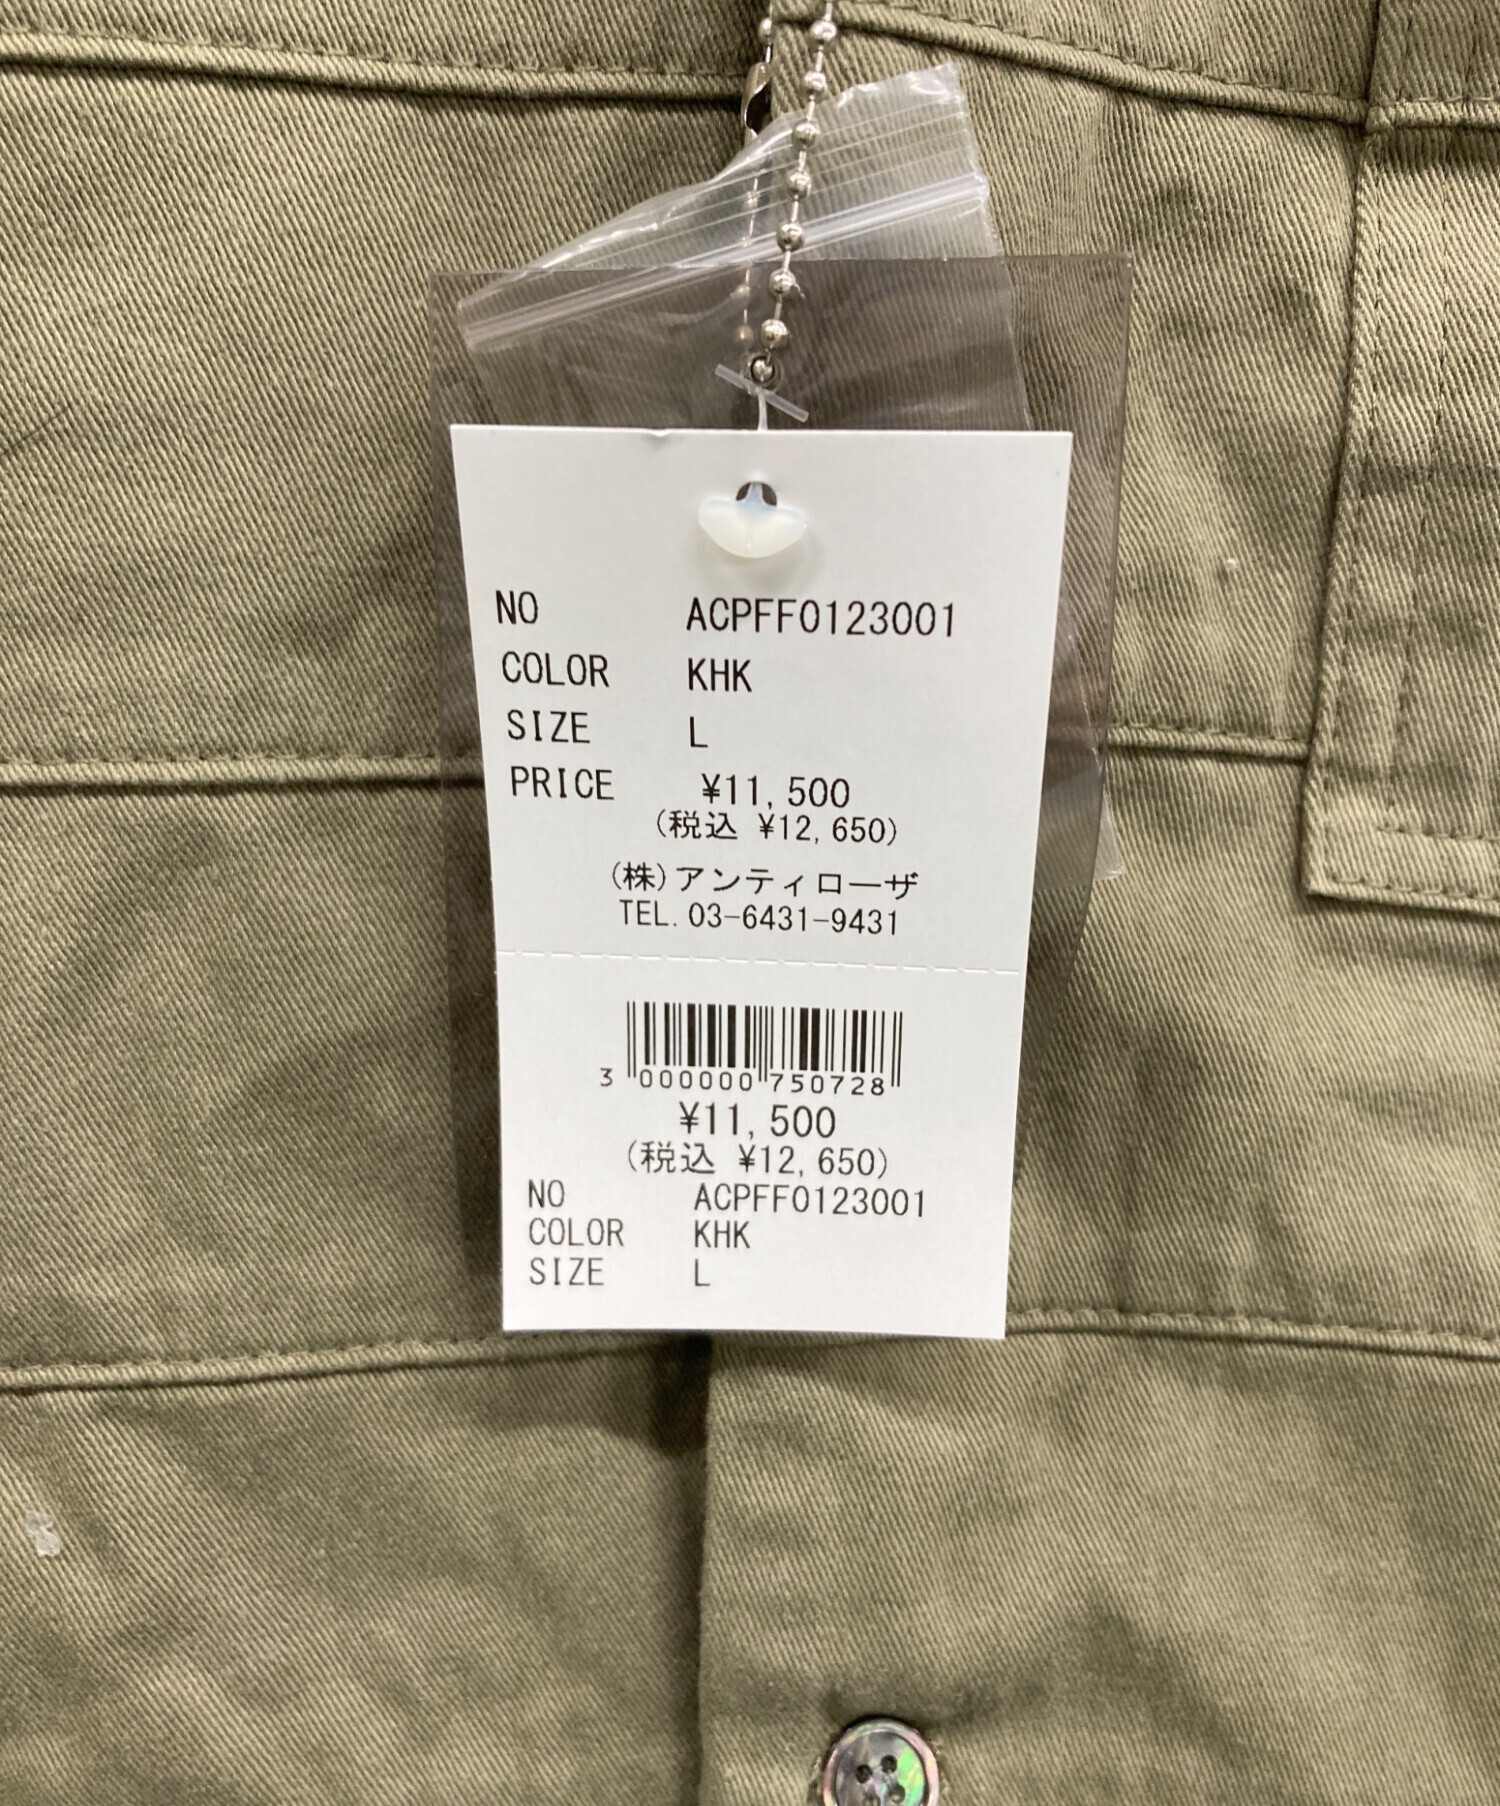 NO ACPFF0123001
COLOR KHK
SIZE L
PRICE ¥11,500
(税込 ¥12,650)
(株)アンティローザ
TEL.03-6431-9431
3 000000 750728
¥11,500
(税込 ¥12,650)
NO ACPFF0123001
COLOR KHK
SIZE L